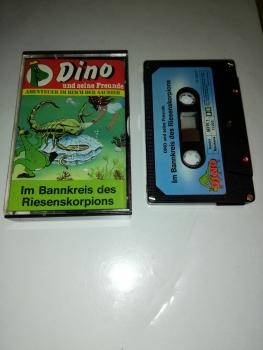 Dino
und seine Freunde
ABENTEUER IM REICH DER SAURIER
Im Bannkreis des
Riesenskorpions
DINO und seine Freunde
Im Bannkreis des Riesenskorpions
DINO